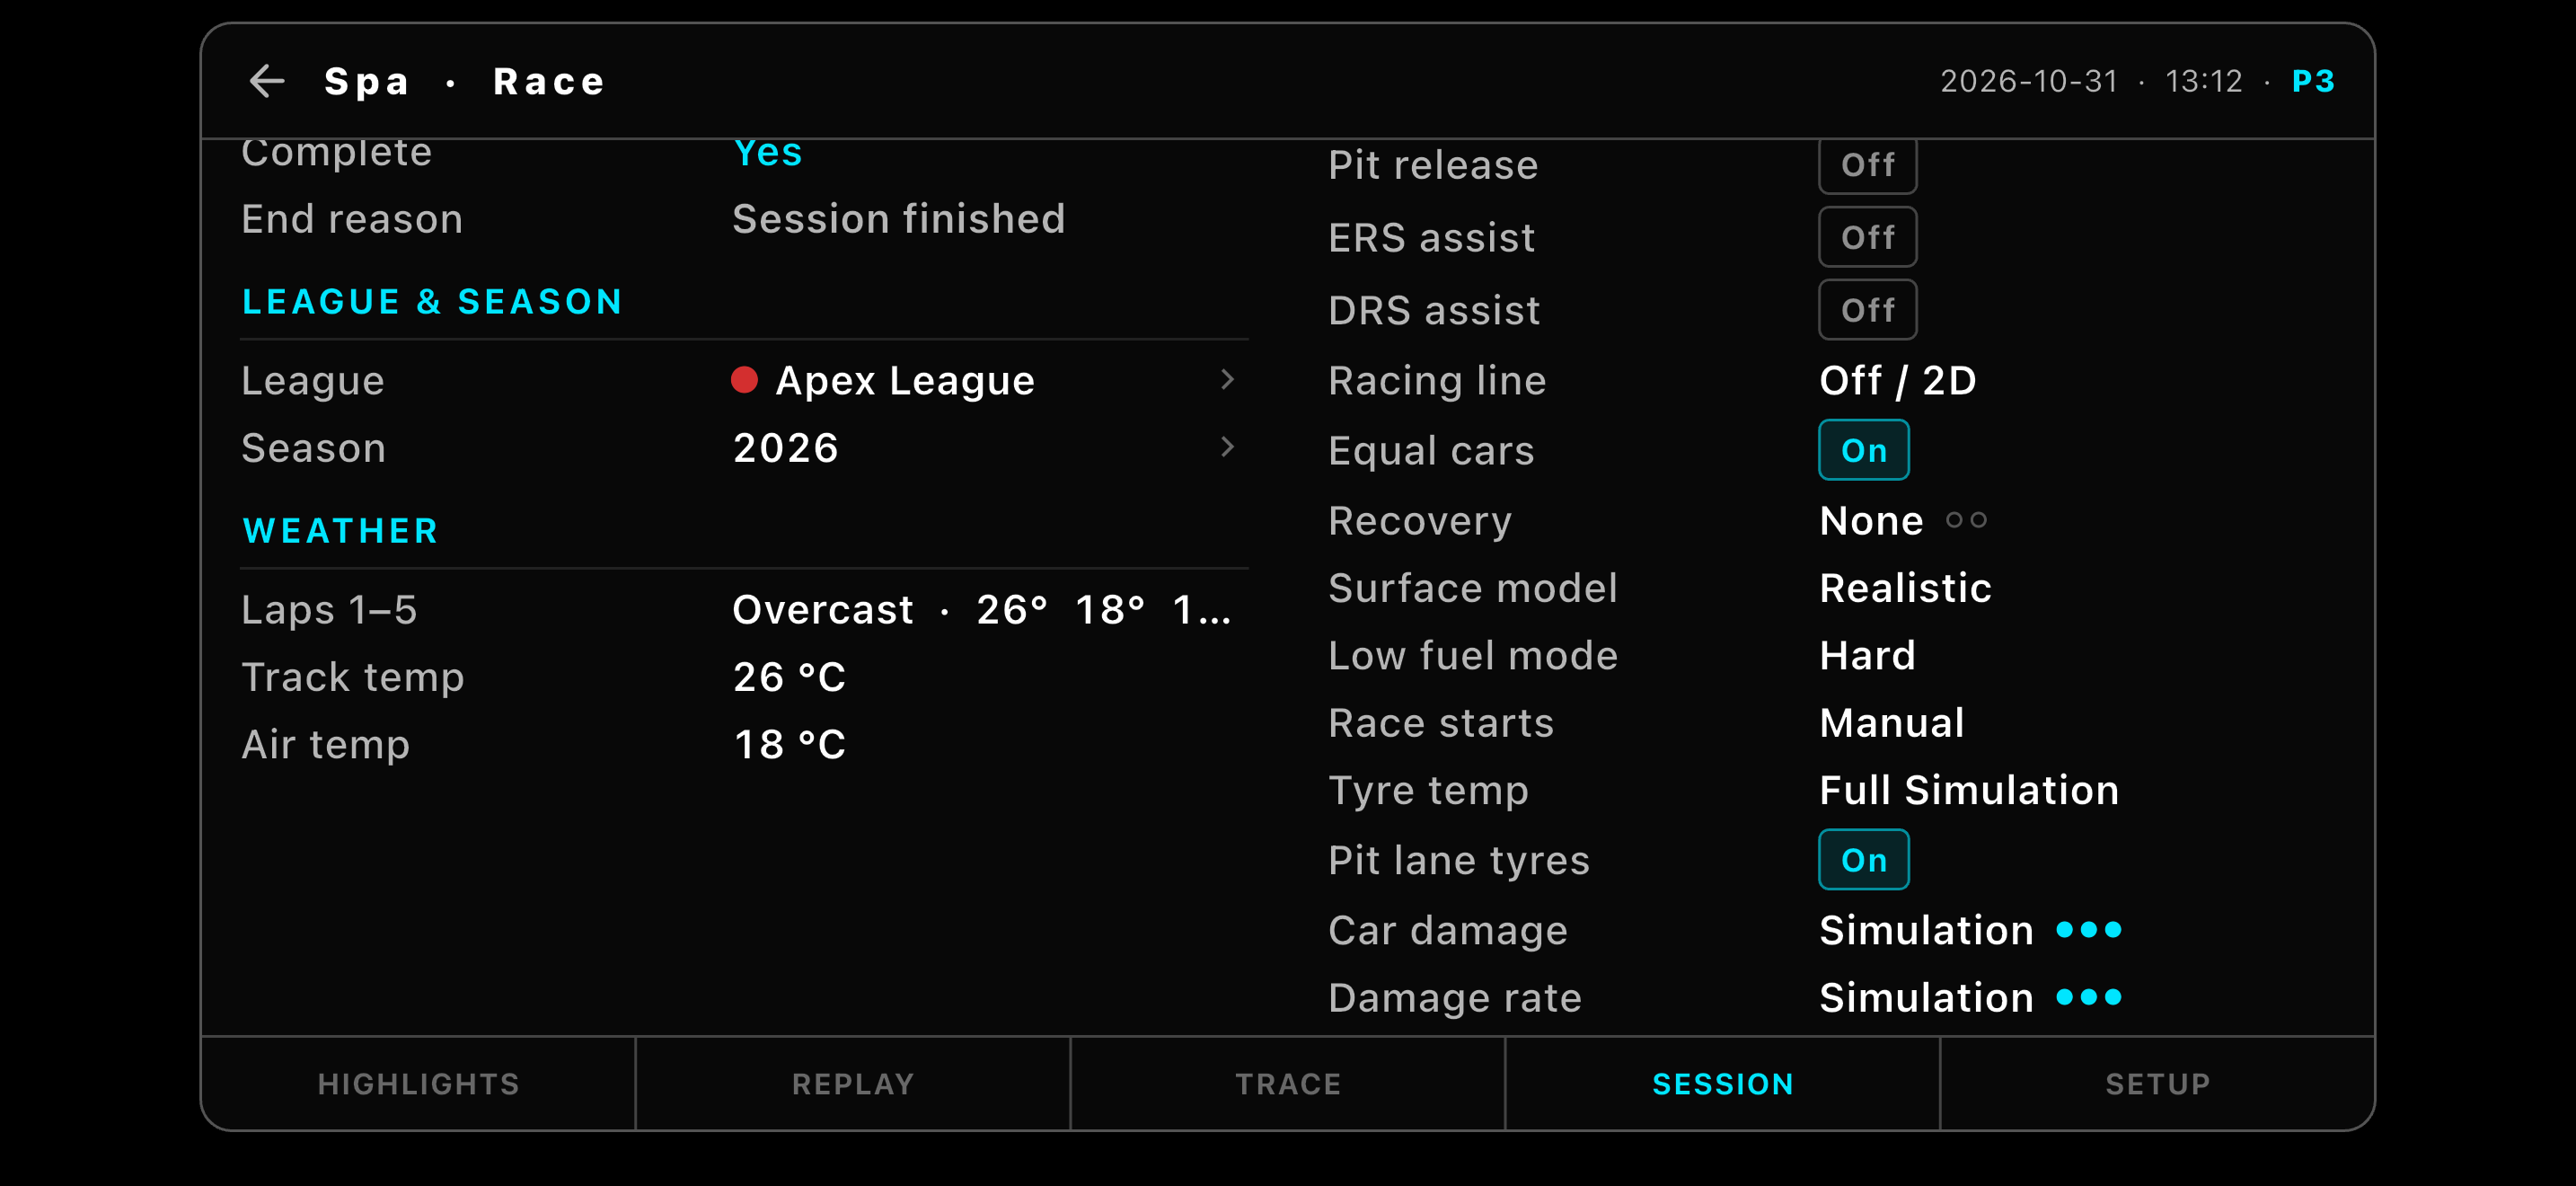 Spa · Race
2026-10-31 · 13:12 · P3
Complete Yes
End reason Session finished
LEAGUE & SEASON
League Apex League
Season 2026
WEATHER
Laps 1–5 Overcast · 26° 18° 1...
Track temp 26 °C
Air temp 18 °C
Pit release Off
ERS assist Off
DRS assist Off
Racing line Off / 2D
Equal cars On
Recovery None
Surface model Realistic
Low fuel mode Hard
Race starts Manual
Tyre temp Full Simulation
Pit lane tyres On
Car damage Simulation
Damage rate Simulation
HIGHLIGHTS REPLAY TRACE SESSION SETUP